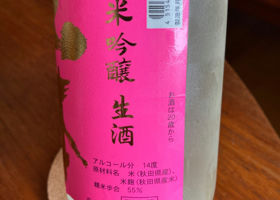 米吟醸 生酒
お酒は20歳から
アルコール分 14度
原材料名 米(秋田県産)、
米麹(秋田県産米)
精米歩合 55%